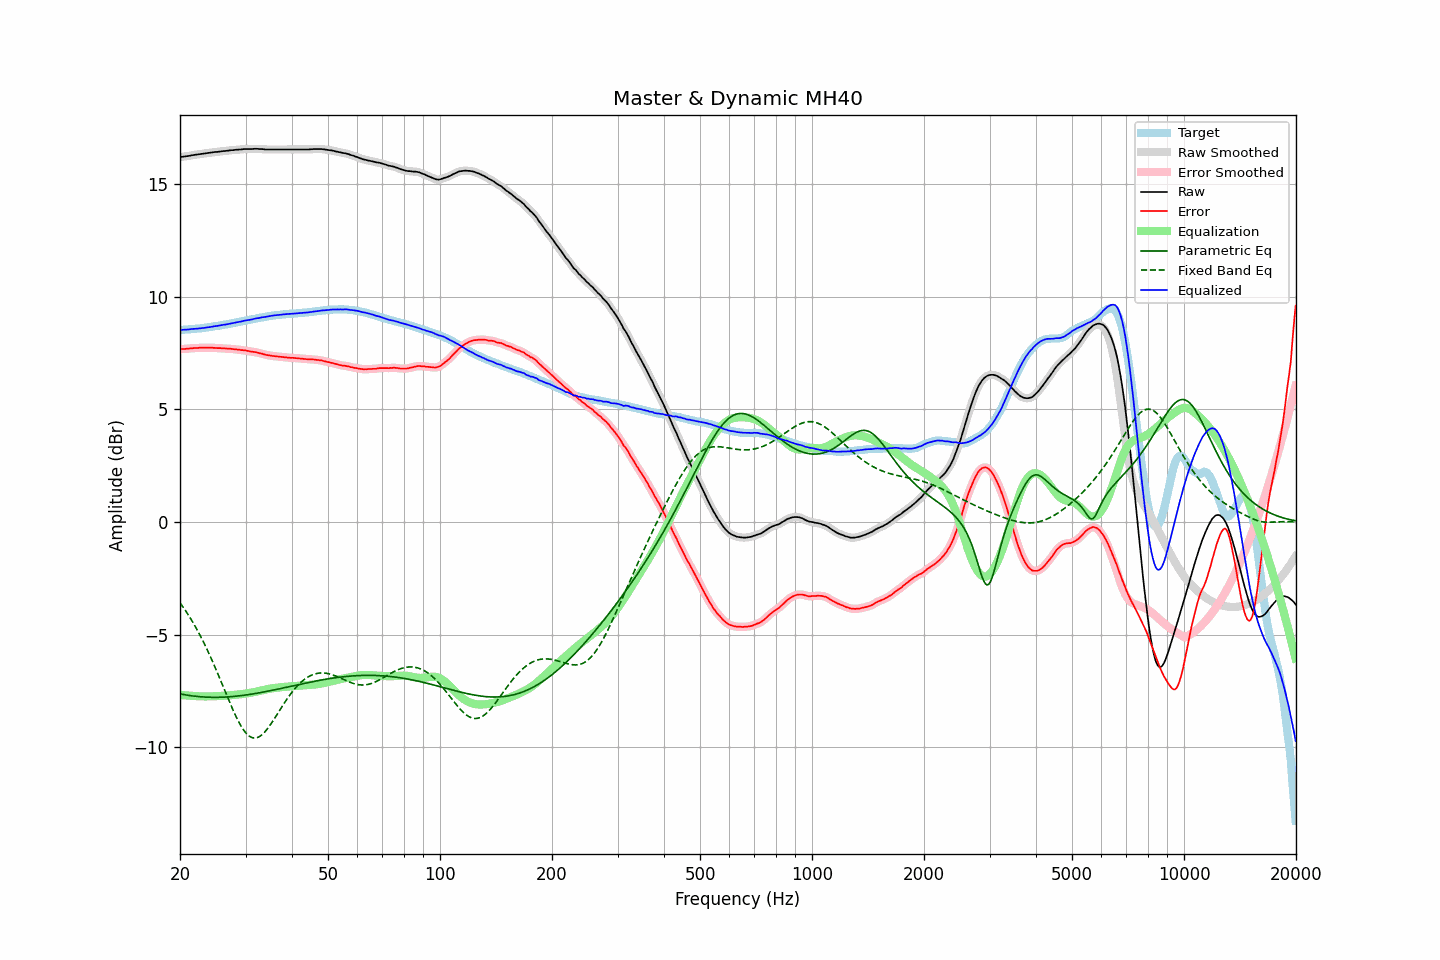 Master & Dynamic MH40
Target
Raw Smoothed
Error Smoothed
Raw
Error
Equalization
Parametric Eq
Fixed Band Eq
Equalized
Amplitude (dBr)
15
10
5
0
−5
−10
20 50 100 200 500 1000 2000 5000 10000 20000
Frequency (Hz)